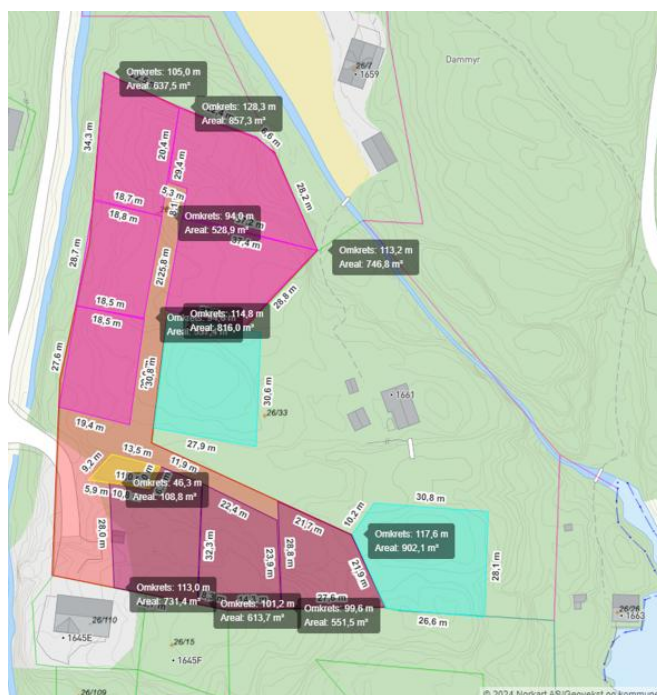 26/7
1659
Dammyr
Omkrets: 105,0 m
Areal: 637,5 m²
Omkrets: 128,3 m
Areal: 857,3 m²
6,6 m
34,3 m
20,4 m
29,4 m
28,2 m
5,3 m
18,7 m
18,8 m
Omkrets: 94,0 m
Areal: 528,9 m²
37,4 m
Omkrets: 113,2 m
Areal: 746,8 m²
28,7 m
25,8 m
28,8 m
18,5 m
18,5 m
Omkrets: 114,8 m
Areal: 816,0 m²
27,6 m
30,8 m
30,6 m
1661
26/33
19,4 m
27,9 m
13,5 m
11,9 m
9,2 m
Omkrets: 46,3 m
Areal: 108,8 m²
5,9 m
22,4 m
21,7 m
10,2 m
30,8 m
28,0 m
32,3 m
23,9 m
28,8 m
21,9 m
Omkrets: 117,6 m
Areal: 902,1 m²
28,1 m
Omkrets: 113,0 m
Areal: 731,4 m²
Omkrets: 101,2 m
Areal: 613,7 m²
27,6 m
Omkrets: 99,6 m
Areal: 551,5 m²
26,6 m
26/26
1663
26/110
1645E
26/15
1645F
26/109
© 2024 Norkart AS/Geovekst og kommune